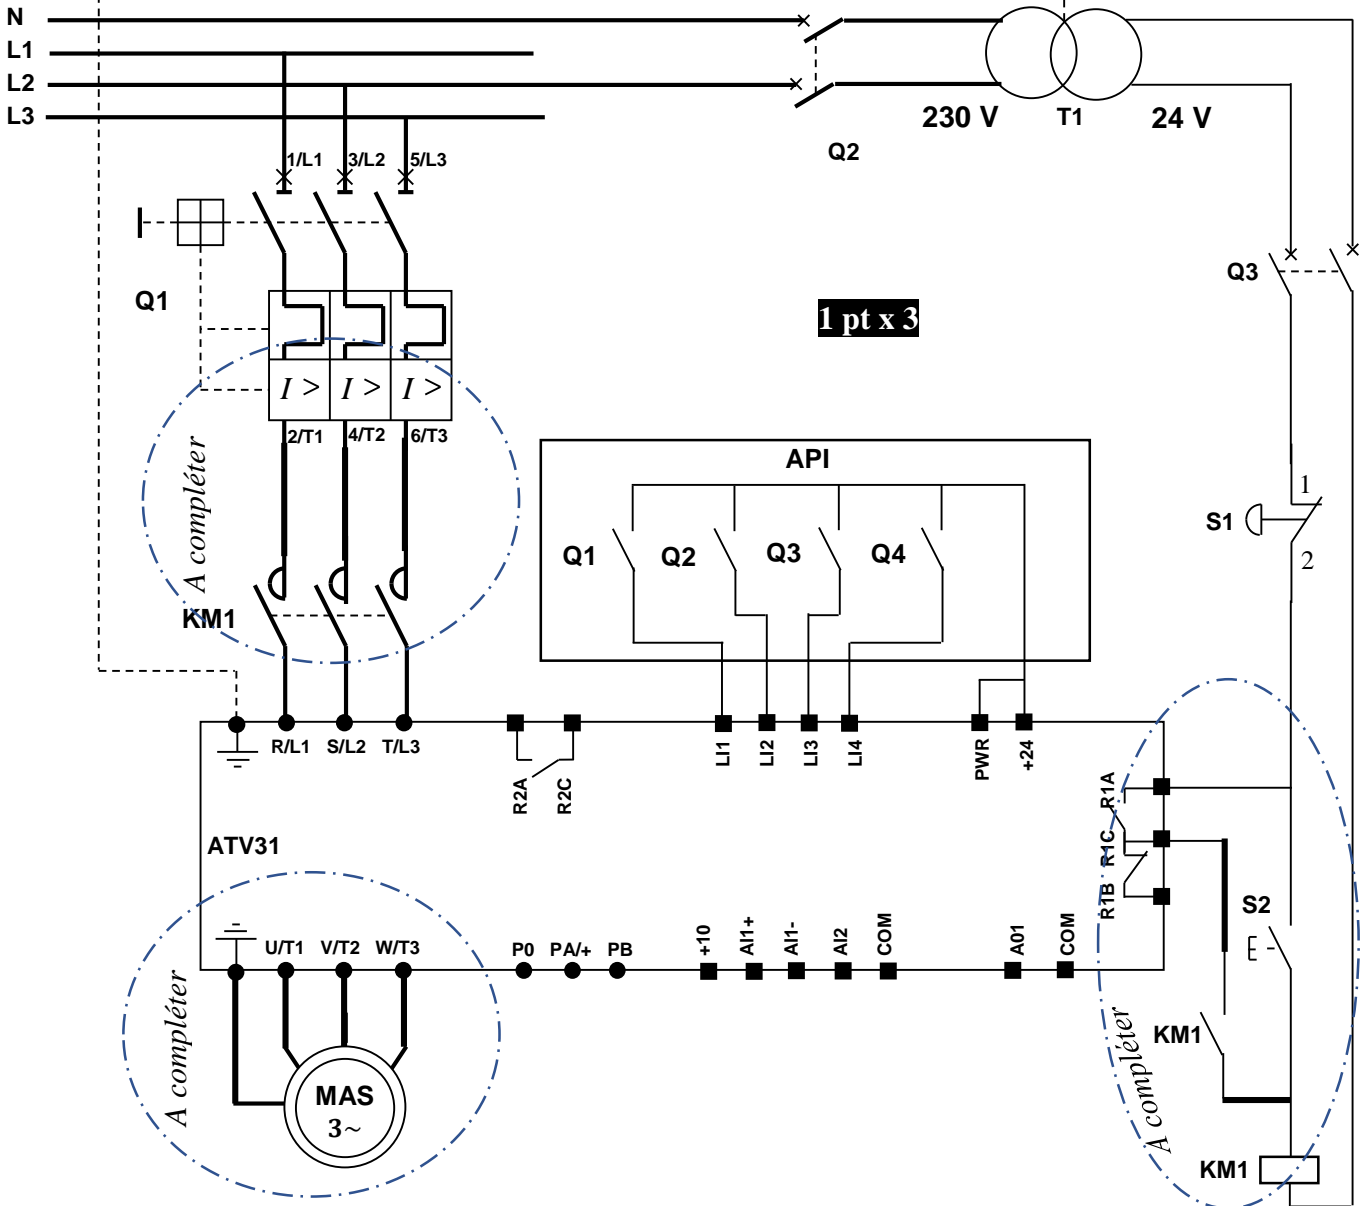 N
L1
L2
L3
230 V
T1
24 V
Q2
1/L1
3/L2
5/L3
Q1
Q3
1 pt x 3
I >
I >
I >
2/T1
4/T2
6/T3
A compléter
KM1
API
Q1
Q2
Q3
Q4
1
S1
2
R/L1
S/L2
T/L3
R2A
R2C
LI1
LI2
LI3
LI4
PWR
+24
R1A
R1C
R1B
ATV31
U/T1
V/T2
W/T3
P0
PA/+
PB
+10
AI1+
AI1-
AI2
COM
A01
COM
S2
E
KM1
A compléter
MAS
3~
A compléter
KM1